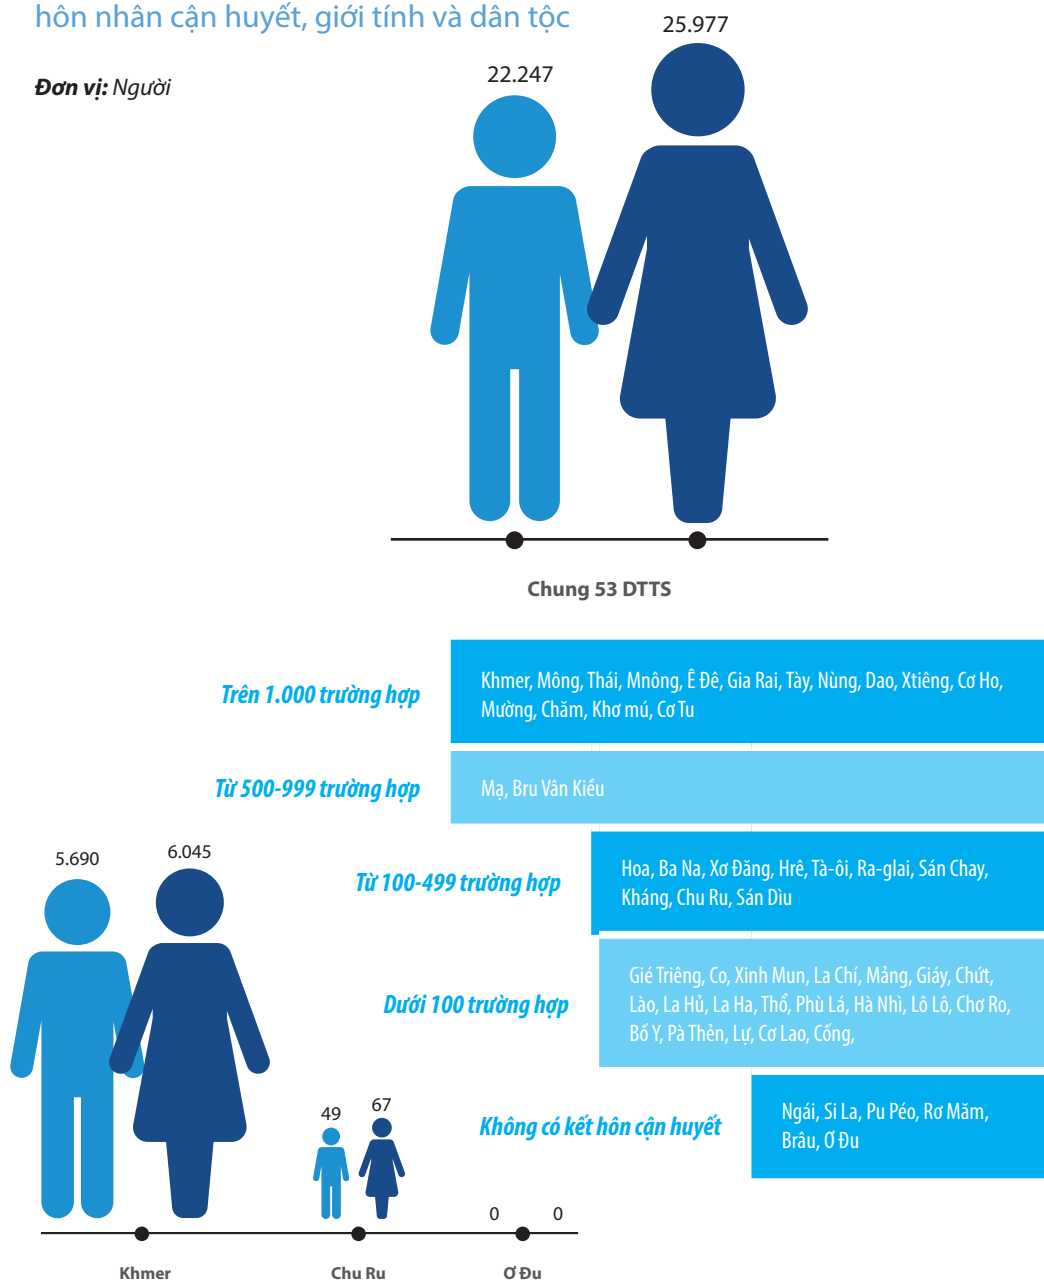 hôn nhân cận huyết, giới tính và dân tộc
Đơn vị: Người
22.247
25.977
Chung 53 DTTS
Trên 1.000 trường hợp
Khmer, Mông, Thái, Mnông, Ê Đê, Gia Rai, Tày, Nùng, Dao, Xtiêng, Cơ Ho,
Mường, Chăm, Khơ mú, Cơ Tu
Từ 500-999 trường hợp
Mạ, Bru Vân Kiều
Từ 100-499 trường hợp
Hoa, Ba Na, Xơ Đăng, Hrê, Tà-ôi, Ra-glai, Sán Chay,
Kháng, Chu Ru, Sán Dìu
Dưới 100 trường hợp
Gié Triêng, Co, Xinh Mun, La Chí, Mảng, Giáy, Chứt,
Lào, La Hủ, La Ha, Thổ, Phù Lá, Hà Nhì, Lô Lô, Chơ Ro,
Bố Y, Pà Thẻn, Lự, Cơ Lao, Cống,
Không có kết hôn cận huyết
Ngái, Si La, Pu Péo, Rơ Măm,
Brâu, Ơ Đu
5.690
6.045
49
67
0
0
Khmer
Chu Ru
Ơ Đu